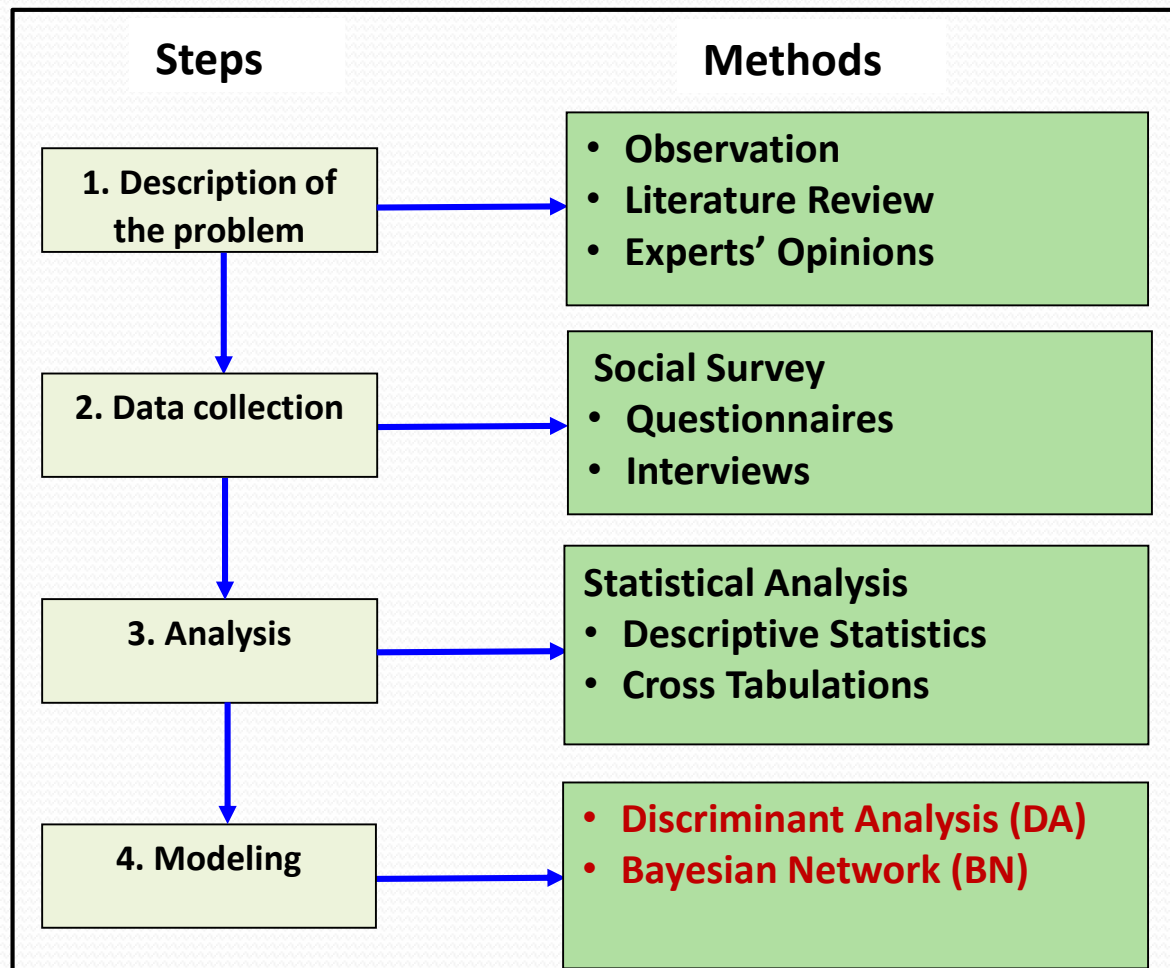 Steps
Methods
1. Description of
the problem
• Observation
• Literature Review
• Experts’ Opinions
2. Data collection
Social Survey
• Questionnaires
• Interviews
3. Analysis
Statistical Analysis
• Descriptive Statistics
• Cross Tabulations
4. Modeling
• Discriminant Analysis (DA)
• Bayesian Network (BN)